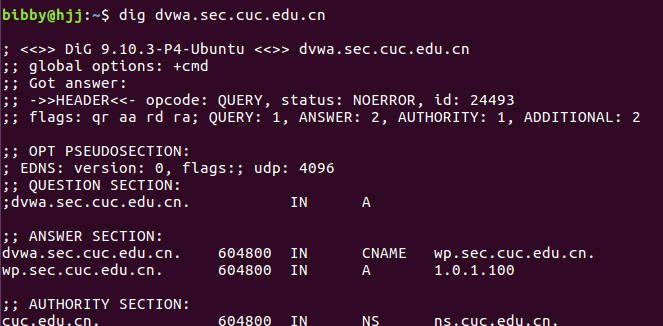 bibby@hjj:~$ dig dvwa.sec.cuc.edu.cn
; <<>> DiG 9.10.3-P4-Ubuntu <<>> dvwa.sec.cuc.edu.cn
;; global options: +cmd
;; Got answer:
;; ->>HEADER<<- opcode: QUERY, status: NOERROR, id: 24493
;; flags: qr aa rd ra; QUERY: 1, ANSWER: 2, AUTHORITY: 1, ADDITIONAL: 2
;; OPT PSEUDOSECTION:
; EDNS: version: 0, flags:; udp: 4096
;; QUESTION SECTION:
;dvwa.sec.cuc.edu.cn. IN A
;; ANSWER SECTION:
dvwa.sec.cuc.edu.cn. 604800 IN CNAME wp.sec.cuc.edu.cn.
wp.sec.cuc.edu.cn. 604800 IN A 1.0.1.100
;; AUTHORITY SECTION:
cuc.edu.cn. 604800 IN NS ns.cuc.edu.cn.